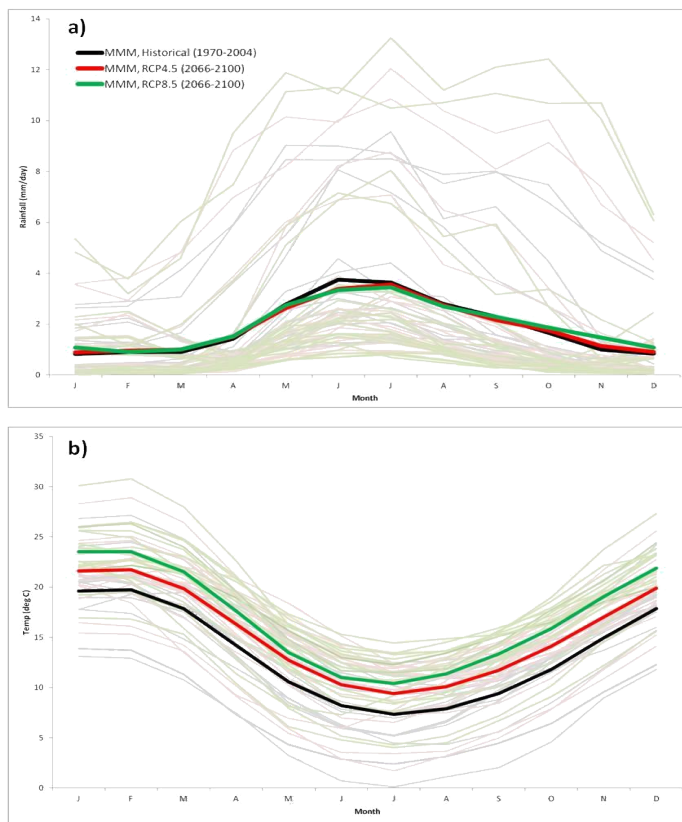 a)
MMM, Historical (1970-2004)
MMM, RCP4.5 (2066-2100)
MMM, RCP8.5 (2066-2100)
14
12
10
8
6
4
2
0
Rainfall (mm/day)
J F M A M J J A S O N D
Month
b)
35
30
25
20
15
10
5
0
Temp (deg C)
J F M A M J J A S O N D
Month